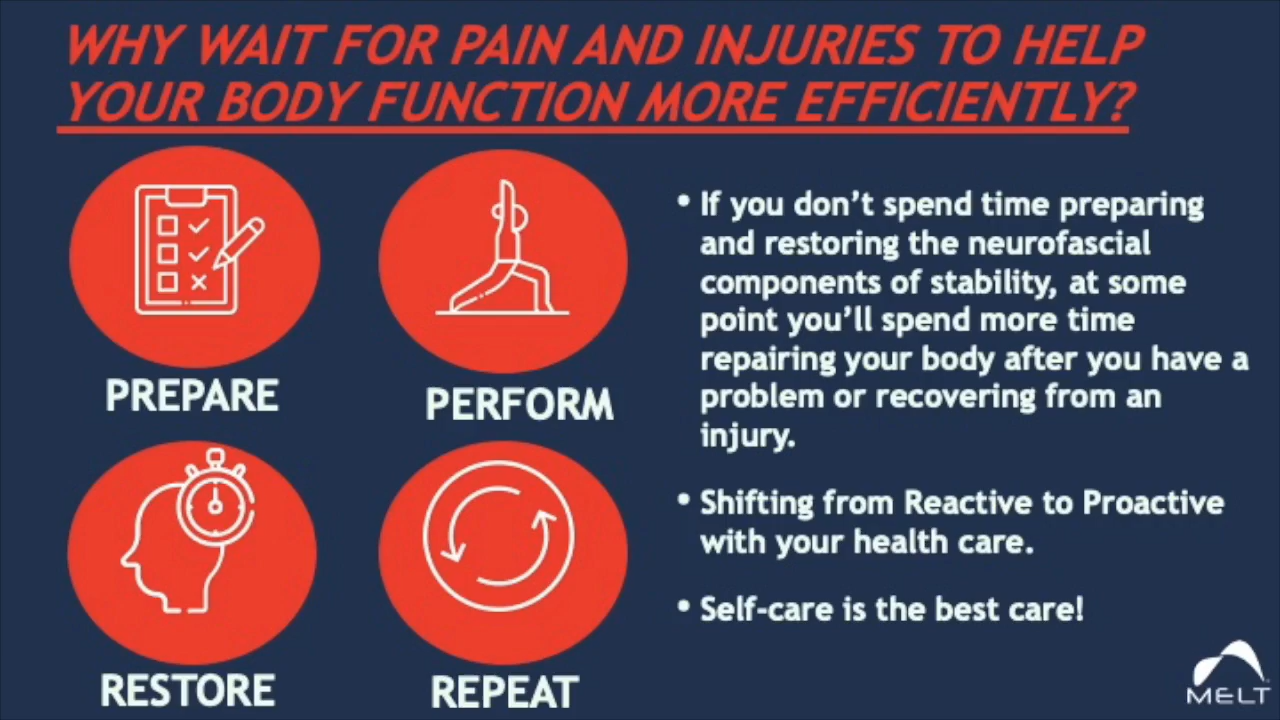 WHY WAIT FOR PAIN AND INJURIES TO HELP
YOUR BODY FUNCTION MORE EFFICIENTLY?
PREPARE
PERFORM
RESTORE
REPEAT
• If you don't spend time preparing
and restoring the neurofascial
components of stability, at some
point you'll spend more time
repairing your body after you have a
problem or recovering from an
injury.
• Shifting from Reactive to Proactive
with your health care.
• Self-care is the best care!
MELT